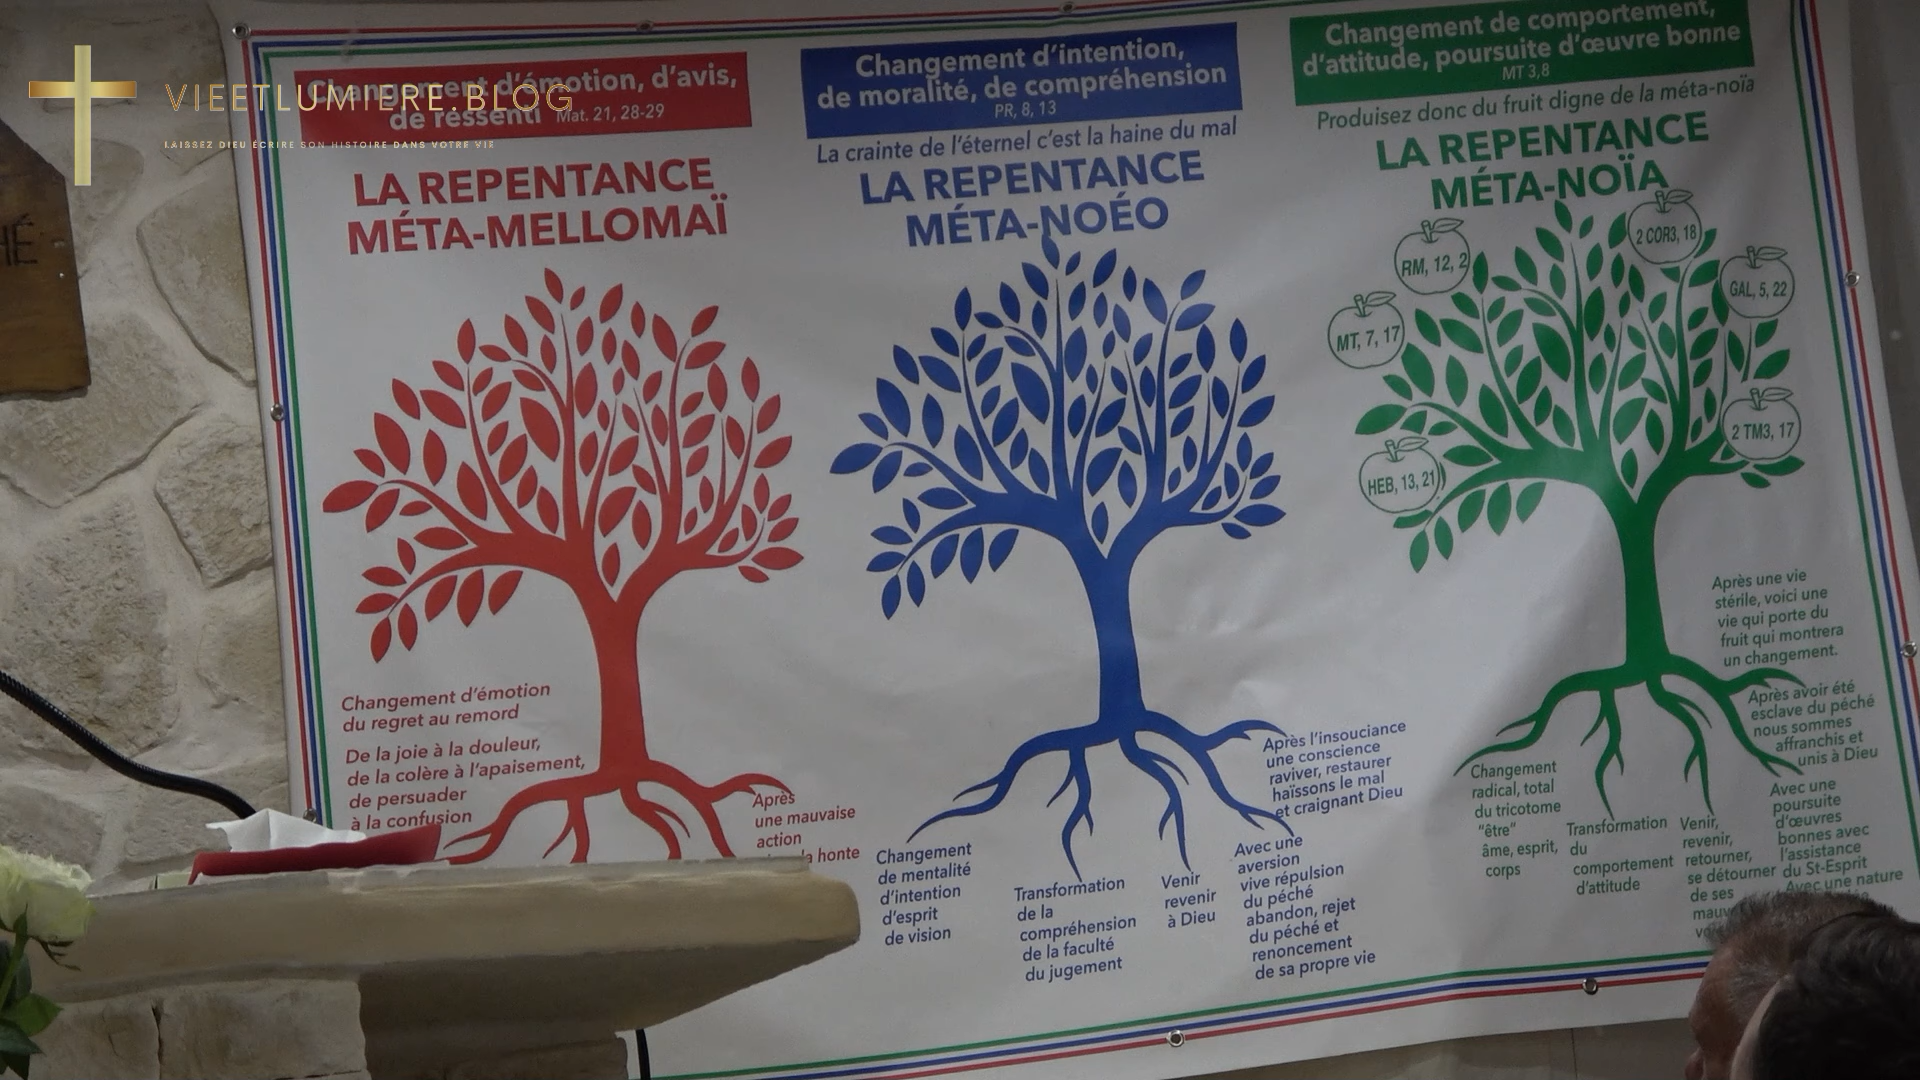 VIEETLUMIERE.BLOG
LAISSEZ DIEU ÉCRIRE SON HISTOIRE DANS VOTRE VIE
Changement d'émotion, d'avis,
de ressenti Mat. 21, 28-29
LA REPENTANCE
MÉTA-MELLOMAÏ
Changement d'émotion
du regret au remord
De la joie à la douleur,
de la colère à l'apaisement,
de persuader
à la confusion
Après
une mauvaise
action
la honte
Changement d'intention,
de moralité, de compréhension
PR, 8, 13
La crainte de l'éternel c'est la haine du mal
LA REPENTANCE
MÉTA-NOÉO
Changement
de mentalité
d'intention
d'esprit
de vision
Transformation
de la
compréhension
de la faculté
du jugement
Venir
revenir
à Dieu
Après l'insouciance
une conscience
raviver, restaurer
haïssons le mal
et craignant Dieu
Avec une
aversion
vive répulsion
du péché
abandon, rejet
du péché et
renoncement
de sa propre vie
Changement de comportement,
d'attitude, poursuite d'œuvre bonne
MT 3,8
Produisez donc du fruit digne de la méta-noïa
LA REPENTANCE
MÉTA-NOÏA
2 COR3, 18
RM, 12, 2
GAL, 5, 22
MT, 7, 17
2 TM3, 17
HEB, 13, 21
Après une vie
stérile, voici une
vie qui porte du
fruit qui montrera
un changement.
Après avoir été
esclave du péché
nous sommes
affranchis et
unis à Dieu
Changement
radical, total
du tricotome
"être"
âme, esprit,
corps
Transformation
du
comportement
d'attitude
Venir,
revenir,
retourner,
se détourner
de ses
mauv
Avec une
poursuite
d'œuvres
bonnes avec
l'assistance
du St-Esprit
Avec une nature